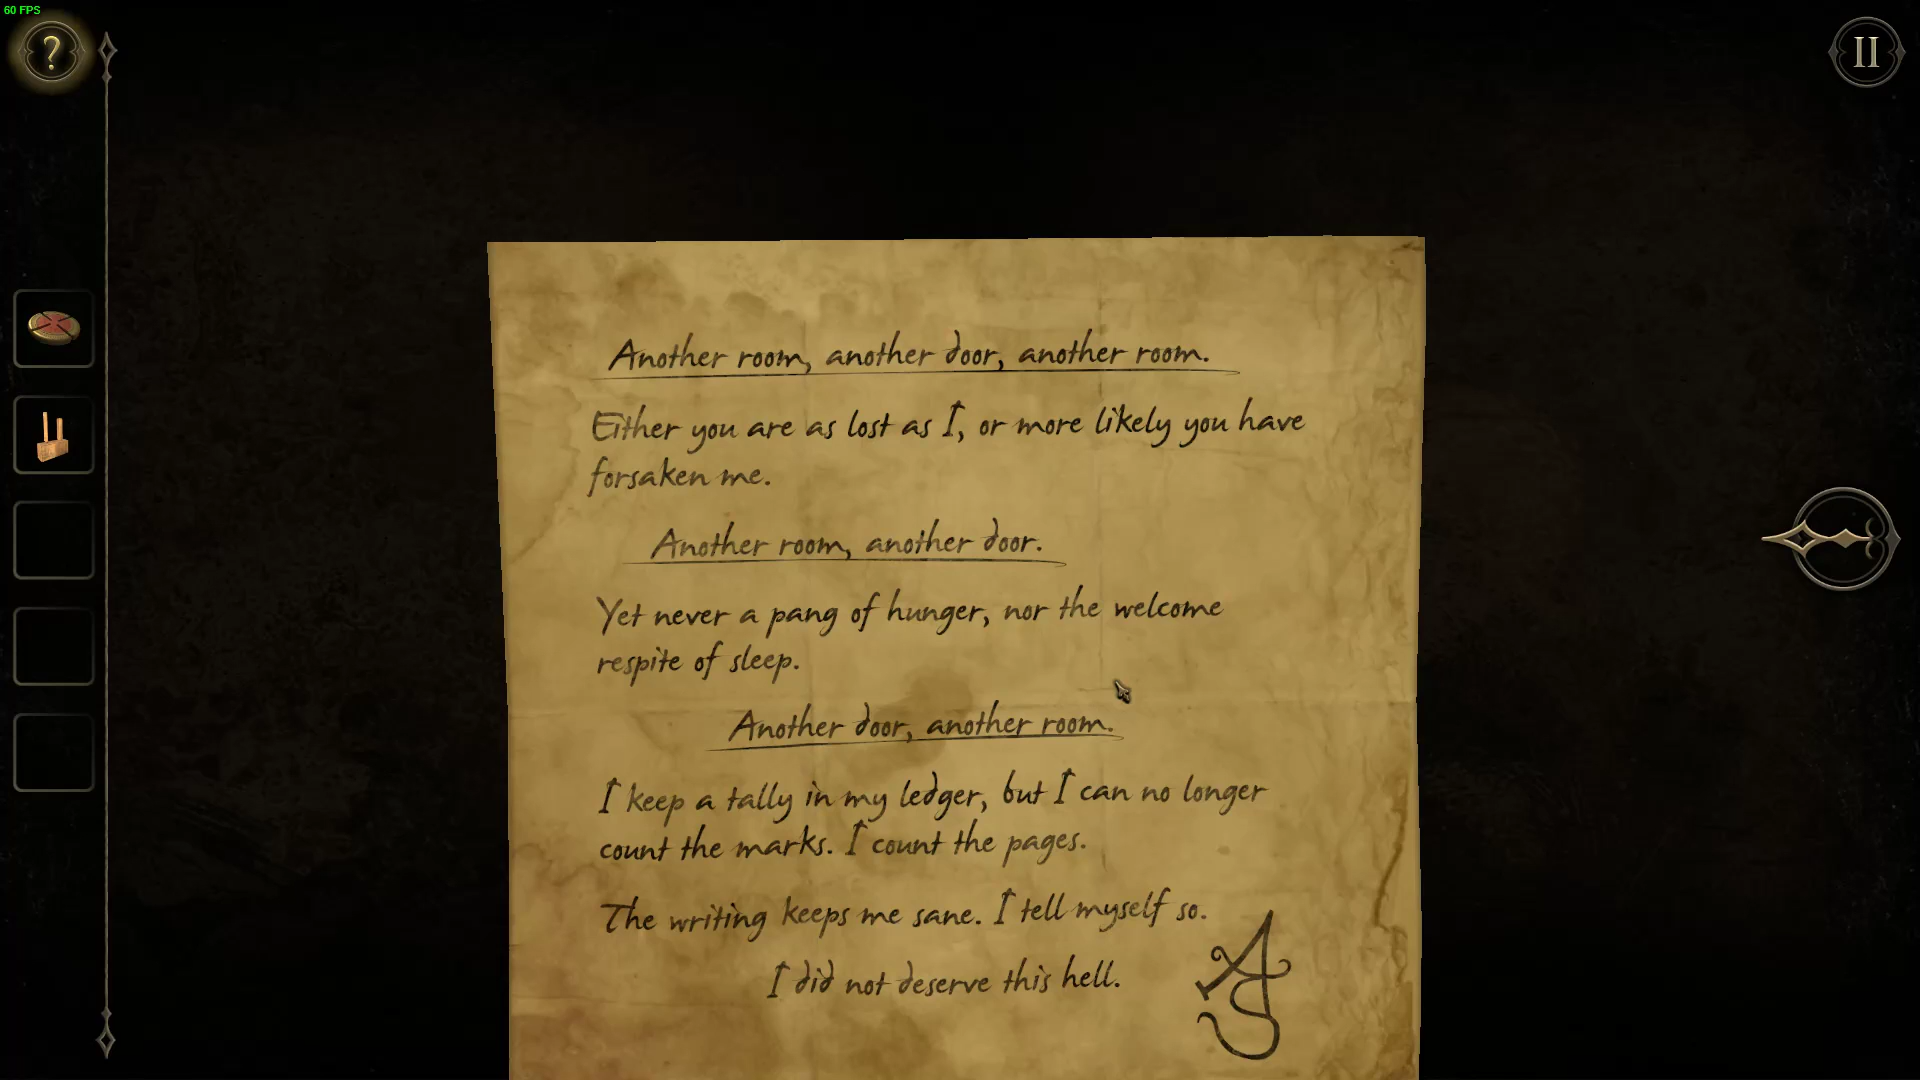 60 FPS
?
II
Another room, another door, another room.
Either you are as lost as I, or more likely you have
forsaken me.
Another room, another door.
Yet never a pang of hunger, nor the welcome
respite of sleep.
Another door, another room.
I keep a tally in my ledger, but I can no longer
count the marks. I count the pages.
The writing keeps me sane. I tell myself so.
I did not deserve this hell.
AS